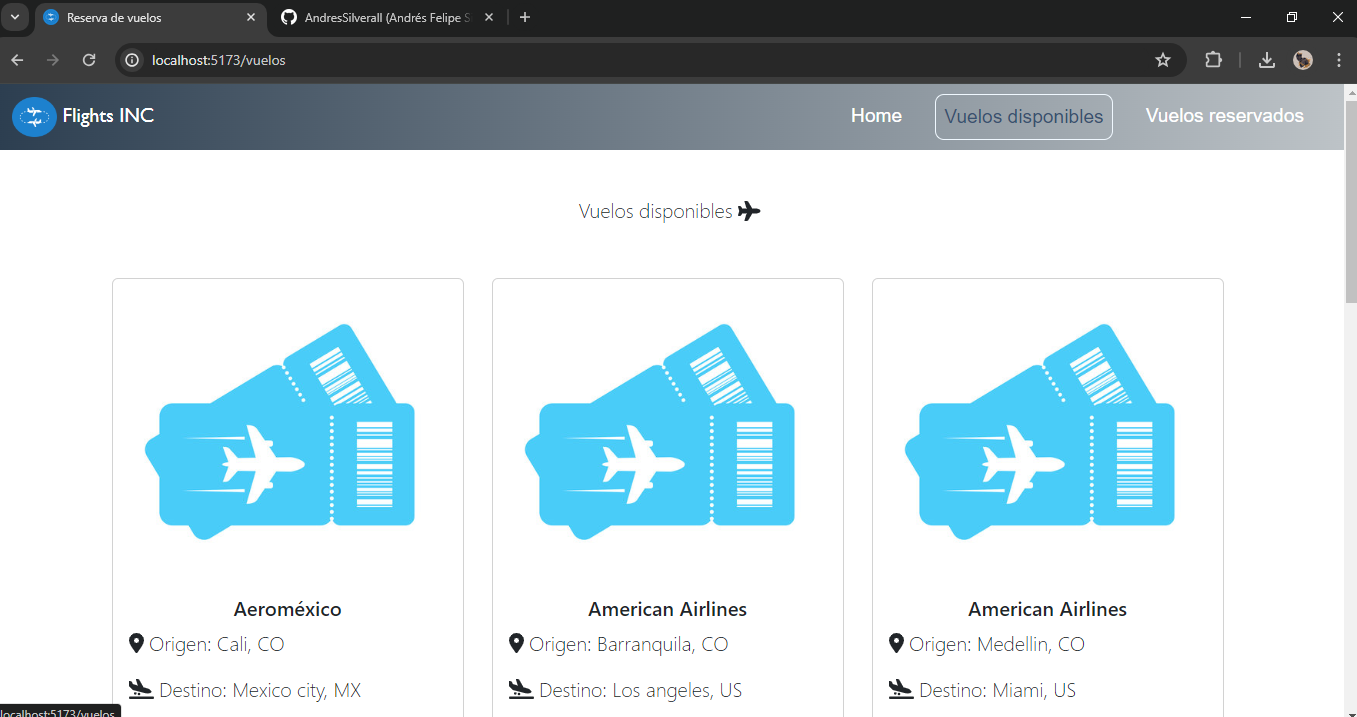 Reserva de vuelos
AndresSilverall (Andrés Felipe S
localhost:5173/vuelos
Flights INC
Home
Vuelos disponibles
Vuelos reservados
Vuelos disponibles
Aeroméxico
Origen: Cali, CO
Destino: Mexico city, MX
American Airlines
Origen: Barranquila, CO
Destino: Los angeles, US
American Airlines
Origen: Medellin, CO
Destino: Miami, US
localhost:5173/vuelos